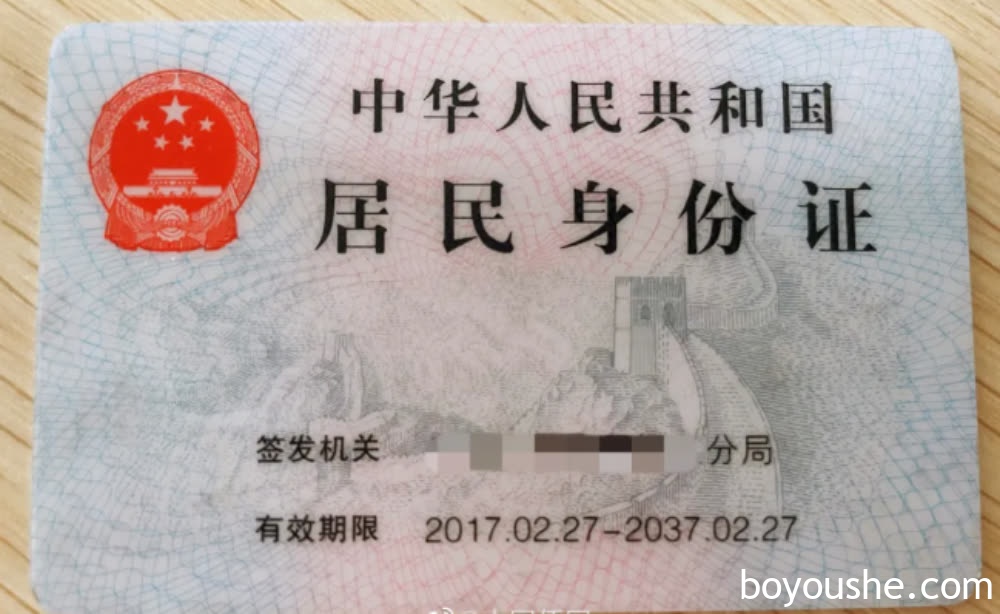 中华人民共和国
居民身份证
签发机关 分局
有效期限 2017.02.27-2037.02.27
boyoushe.com